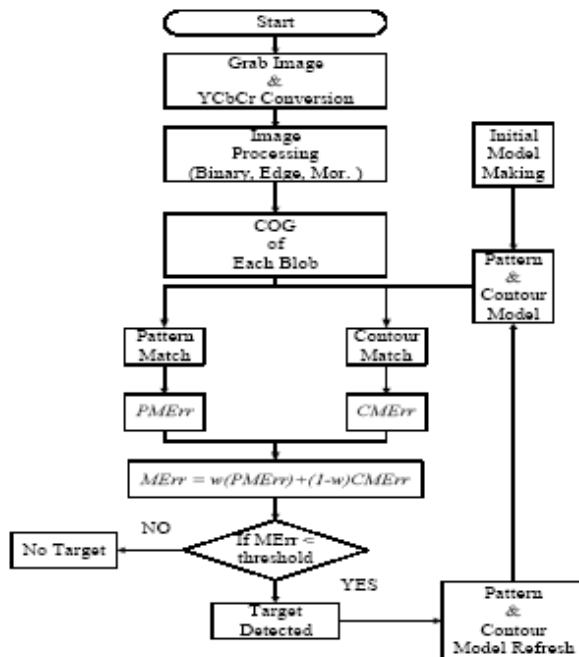 Start
Grab Image
&
YCbCr Conversion
Image
Processing
(Binary, Edge, Mor. )
Initial
Model
Making
COG
of
Each Blob
Pattern
&
Contour
Model
Pattern
Match
Contour
Match
PMErr
CMErr
MErr = w(PMErr)+(1-w)CMErr
If MErr <
threshold
NO
No Target
YES
Target
Detected
Pattern
&
Contour
Model Refresh